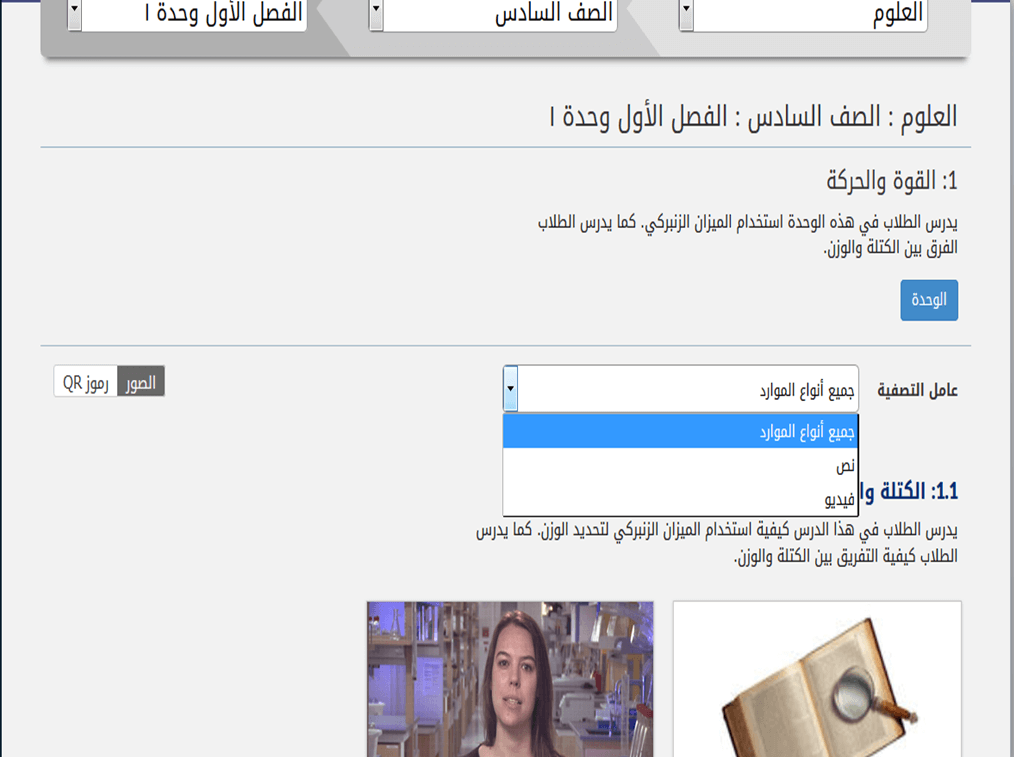 العلوم
الصف السادس
الفصل الأول وحدة ١
العلوم : الصف السادس : الفصل الأول وحدة ١
1: القوة والحركة
يدرس الطلاب في هذه الوحدة استخدام الميزان الزنبركي. كما يدرس الطلاب
الفرق بين الكتلة والوزن.
الوحدة
عامل التصفية
جميع أنواع الموارد
الصور
رموز QR
جميع أنواع الموارد
نص
فيديو
1.1: الكتلة وا
يدرس الطلاب في هذا الدرس كيفية استخدام الميزان الزنبركي لتحديد الوزن. كما يدرس
الطلاب كيفية التفريق بين الكتلة والوزن.